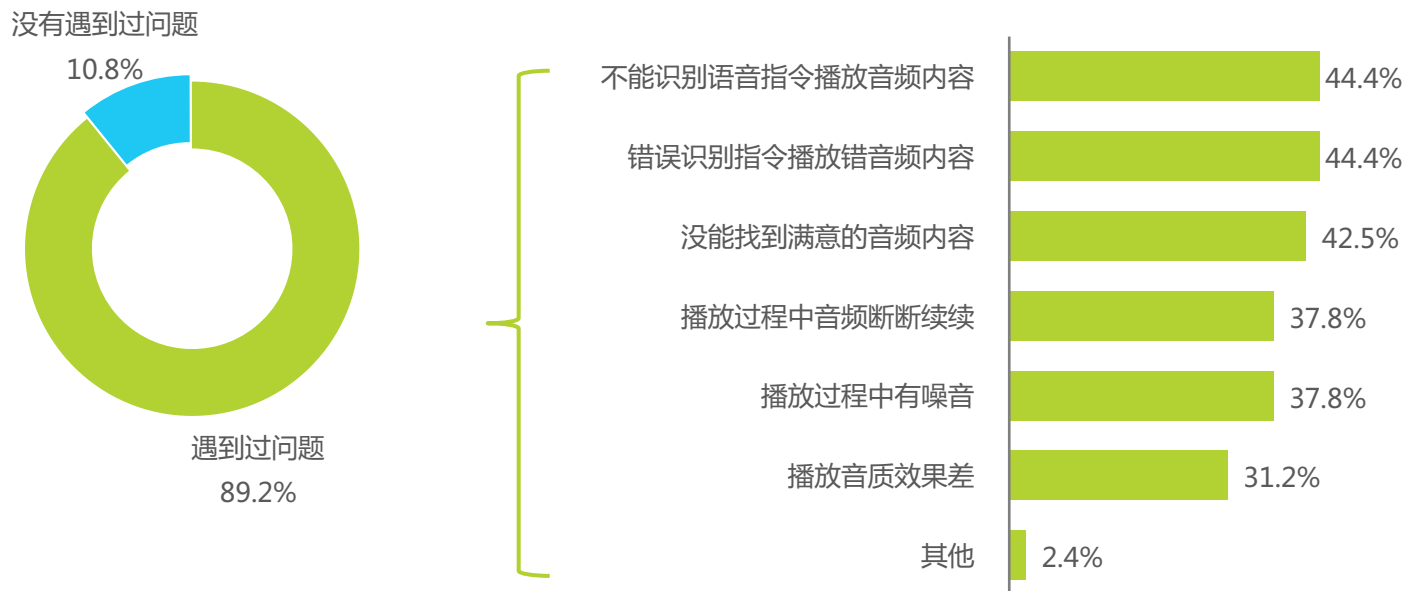 没有遇到过问题
10.8%
遇到过问题
89.2%
不能识别语音指令播放音频内容 44.4%
错误识别指令播放错音频内容 44.4%
没能找到满意的音频内容 42.5%
播放过程中音频断断续续 37.8%
播放过程中有噪音 37.8%
播放音质效果差 31.2%
其他 2.4%